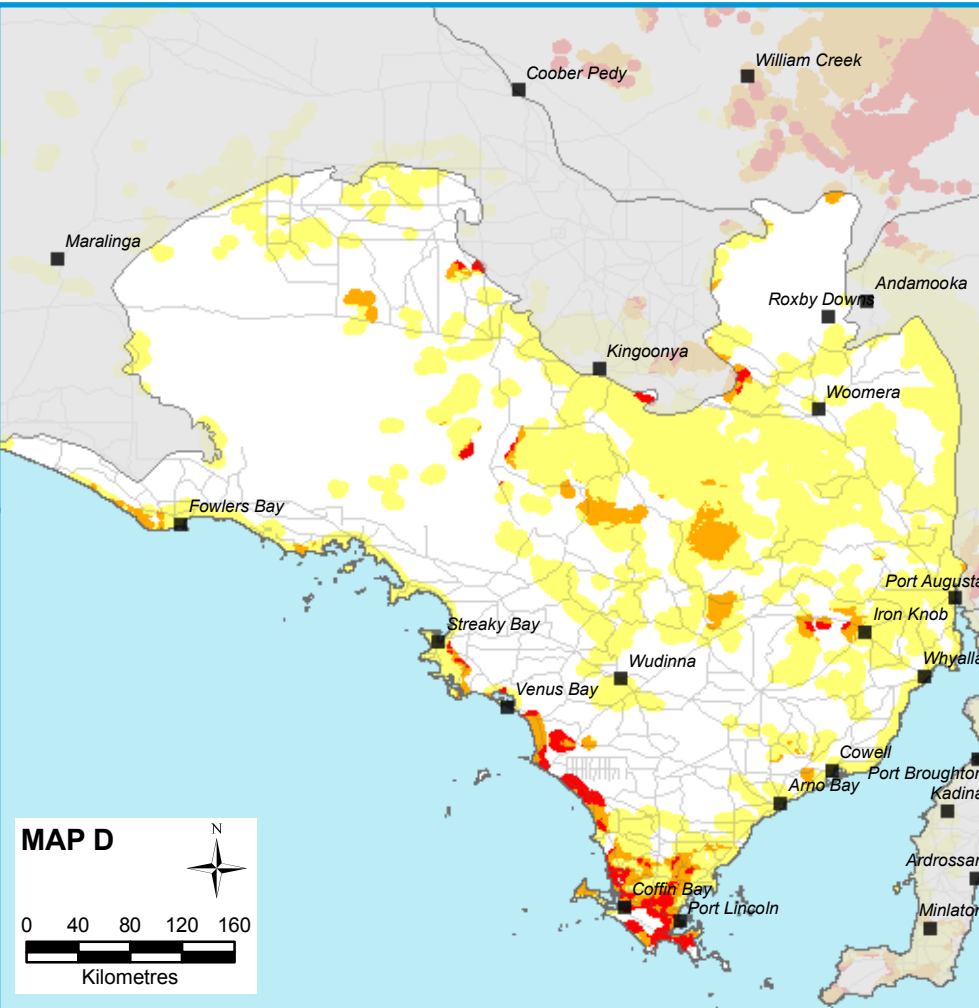 William Creek
Coober Pedy
Maralinga
Andamooka
Roxby Downs
Kingoonya
Woomera
Fowlers Bay
Port Augusta
Iron Knob
Streaky Bay
Wudinna
Whyalla
Venus Bay
Cowell
Port Broughton
Arno Bay
Kadina
MAP D
N
Ardrossan
Coffin Bay
Port Lincoln
Minlaton
0 40 80 120 160
Kilometres